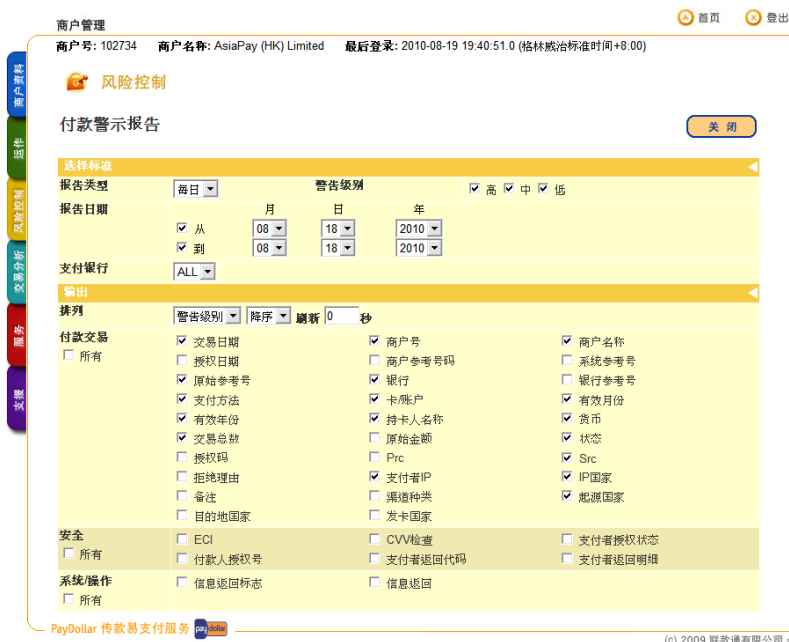 首页
登出
商户管理
商户号: 102734 商户名称: AsiaPay (HK) Limited 最后登录: 2010-08-19 19:40:51.0 (格林威治标准时间+8:00)
商户资料
运作
风险控制
交易分析
服务
支援
风险控制
付款警示报告
关 闭
选择标准
报告类型 每日 警告级别 高 中 低
报告日期 月 日 年
从 08 18 2010
到 08 18 2010
支付银行 ALL
输出
排列 警告级别 降序 刷新 0 秒
付款交易 交易日期 商户号 商户名称
所有 授权日期 商户参考号码 系统参考号
原始参考号 银行 银行参考号
支付方法 卡/账户 有效月份
有效年份 持卡人名称 货币
交易总数 原始金额 状态
授权码 Prc Src
拒绝理由 支付者IP IP国家
备注 渠道种类 起源国家
目的地国家 发卡国家
安全 ECI CVV检查 支付者授权状态
所有 付款人授权号 支付者返回代码 支付者返回明细
系统/操作 信息返回标志 信息返回
所有
PayDollar 传款易支付服务 paydollar
(c) 2009 联款通有限公司